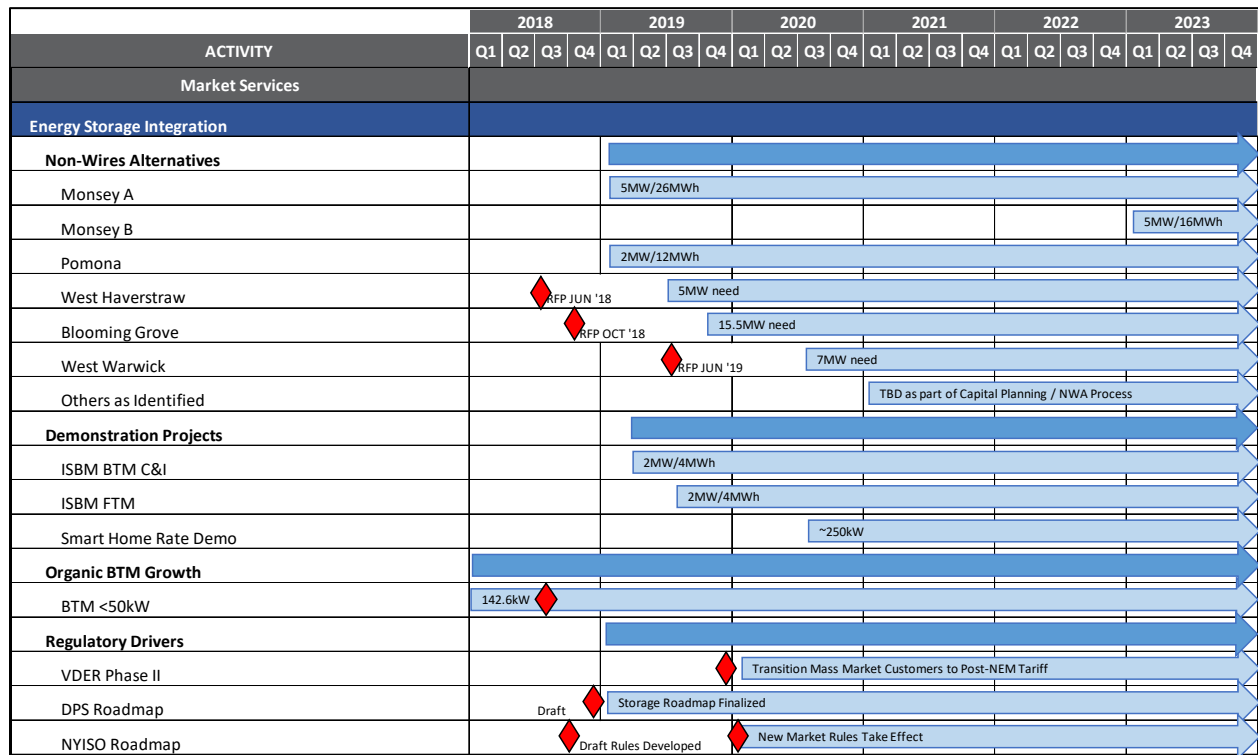 2018 2019 2020 2021 2022 2023
ACTIVITY Q1 Q2 Q3 Q4 Q1 Q2 Q3 Q4 Q1 Q2 Q3 Q4 Q1 Q2 Q3 Q4 Q1 Q2 Q3 Q4 Q1 Q2 Q3 Q4
Market Services
Energy Storage Integration
Non-Wires Alternatives
Monsey A 5MW/26MWh
Monsey B 5MW/16MWh
Pomona 2MW/12MWh
West Haverstraw RFP JUN '18 5MW need
Blooming Grove RFP OCT '18 15.5MW need
West Warwick RFP JUN '19 7MW need
Others as Identified TBD as part of Capital Planning / NWA Process
Demonstration Projects
ISBM BTM C&I 2MW/4MWh
ISBM FTM 2MW/4MWh
Smart Home Rate Demo ~250kW
Organic BTM Growth
BTM <50kW 142.6kW
Regulatory Drivers
VDER Phase II Transition Mass Market Customers to Post-NEM Tariff
DPS Roadmap Draft Storage Roadmap Finalized
NYISO Roadmap Draft Rules Developed New Market Rules Take Effect